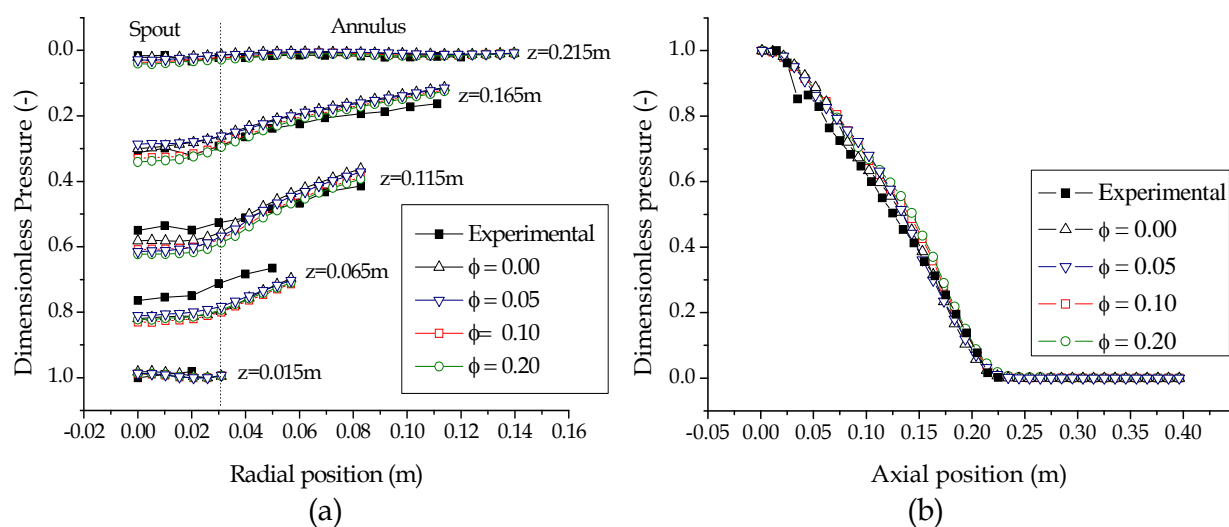 Spout
Annulus
0.0
0.2
0.4
0.6
0.8
1.0
Dimensionless Pressure (-)
z=0.215m
z=0.165m
z=0.115m
z=0.065m
z=0.015m
Experimental
ϕ = 0.00
ϕ = 0.05
ϕ= 0.10
ϕ = 0.20
-0.02 0.00 0.02 0.04 0.06 0.08 0.10 0.12 0.14 0.16
Radial position (m)
(a)
1.0
0.8
0.6
0.4
0.2
0.0
Dimensionless pressure (-)
Experimental
ϕ = 0.00
ϕ = 0.05
ϕ = 0.10
ϕ = 0.20
-0.05 0.00 0.05 0.10 0.15 0.20 0.25 0.30 0.35 0.40
Axial position (m)
(b)